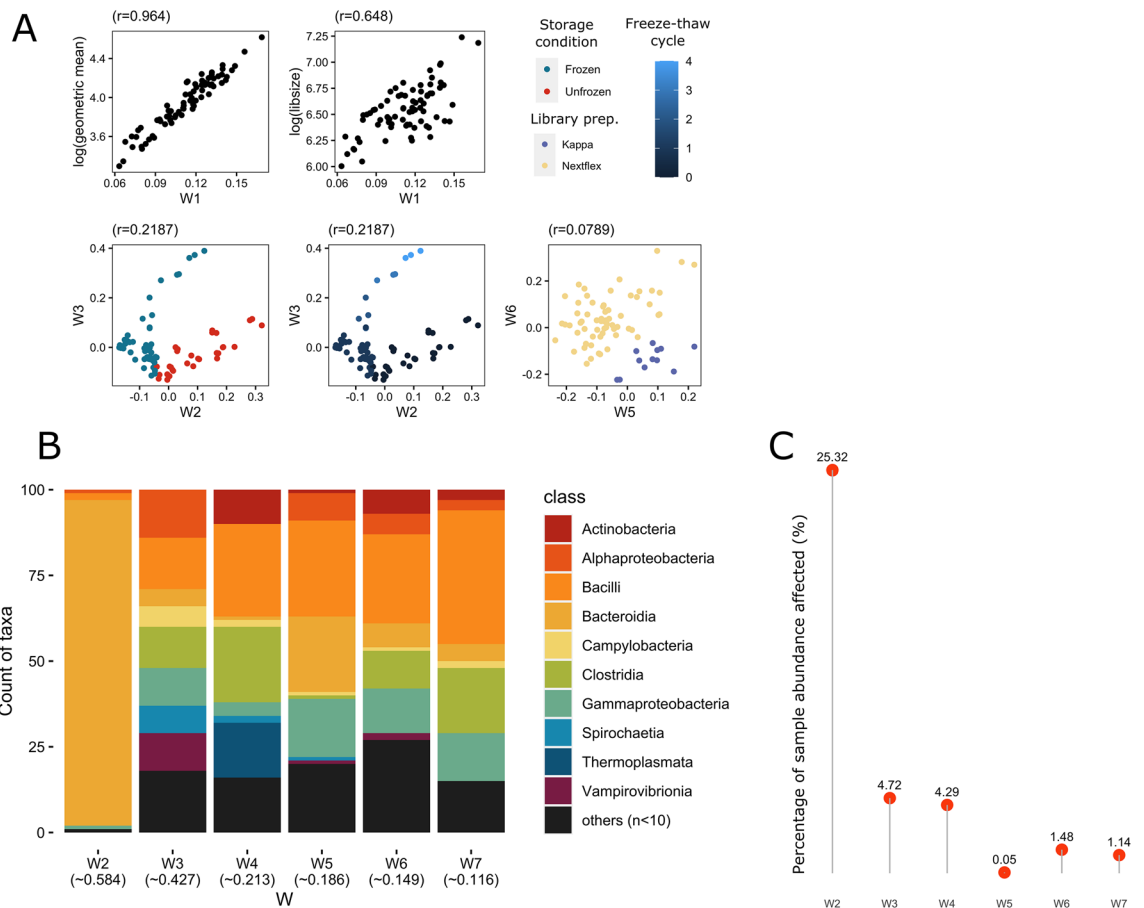 A
(r=0.964)
(r=0.648)
Storage condition
Freeze-thaw cycle
log(geometric mean)
4.4
4.0
3.6
0.06 0.09 0.12 0.15
W1
log(libsize)
7.25
7.00
6.75
6.50
6.25
6.00
0.06 0.09 0.12 0.15
W1
Frozen
Unfrozen
Library prep.
Kappa
Nextflex
4
3
2
1
0
(r=0.2187)
W3
0.4
0.2
0.0
-0.1 0.0 0.1 0.2 0.3
W2
(r=0.2187)
W3
0.4
0.2
0.0
-0.1 0.0 0.1 0.2 0.3
W2
(r=0.0789)
W6
0.2
0.0
-0.2
-0.2 -0.1 0.0 0.1 0.2
W5
B
Count of taxa
100
75
50
25
0
W2 W3 W4 W5 W6 W7
(~0.584) (~0.427) (~0.213) (~0.186) (~0.149) (~0.116)
W
class
Actinobacteria
Alphaproteobacteria
Bacilli
Bacteroidia
Campylobacteria
Clostridia
Gammaproteobacteria
Spirochaetia
Thermoplasmata
Vampirovibrionia
others (n<10)
C
Percentage of sample abundance affected (%)
25.32
4.72
4.29
0.05
1.48
1.14
W2 W3 W4 W5 W6 W7